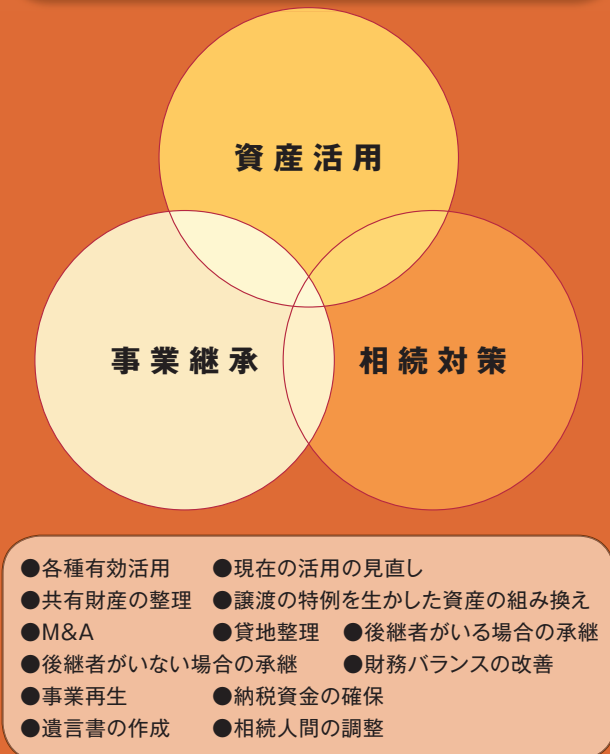 資産活用
事業継承 相続対策
●各種有効活用 ●現在の活用の見直し
●共有財産の整理 ●譲渡の特例を生かした資産の組み換え
●M&A ●貸地整理 ●後継者がいる場合の承継
●後継者がいない場合の承継 ●財務バランスの改善
●事業再生 ●納税資金の確保
●遺言書の作成 ●相続人間の調整